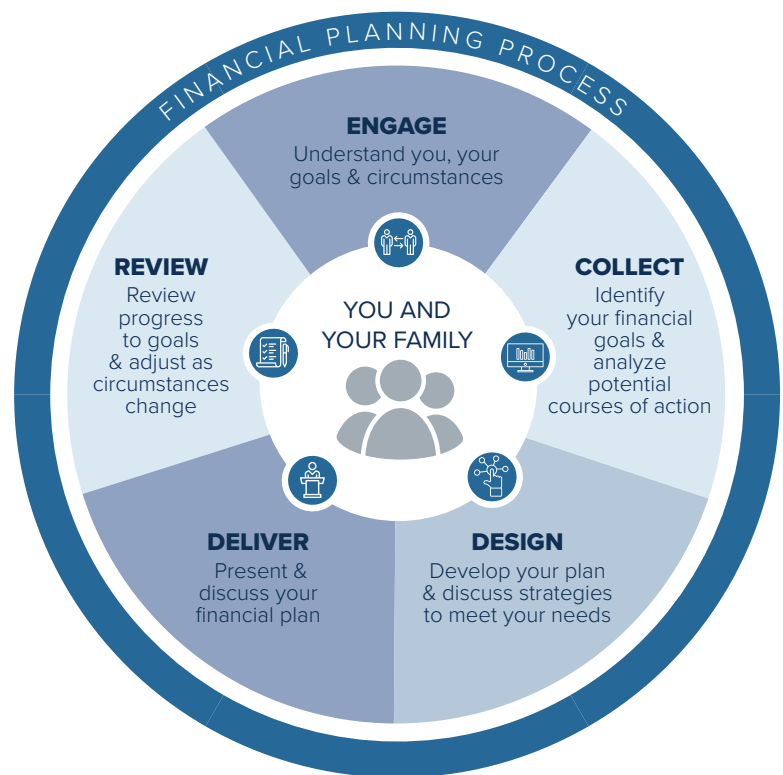 FINANCIAL PLANNING PROCESS
ENGAGE
Understand you, your
goals & circumstances
COLLECT
Identify
your financial
goals &
analyze
potential
courses of action
DESIGN
Develop your plan
& discuss strategies
to meet your needs
DELIVER
Present &
discuss your
financial plan
REVIEW
Review
progress
to goals
& adjust as
circumstances
change
YOU AND
YOUR FAMILY